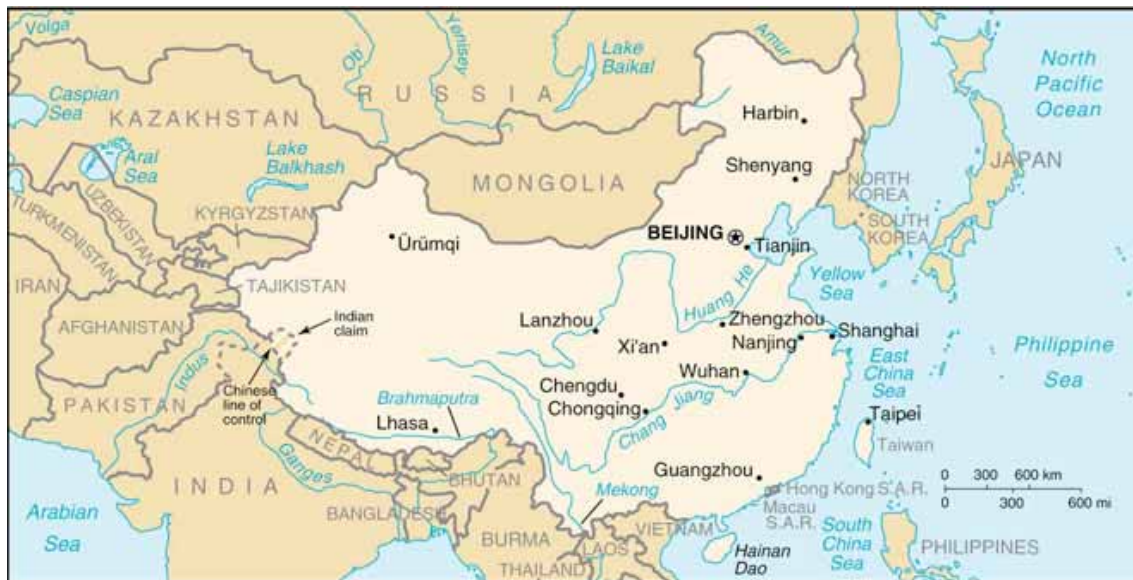 Volga
Ob'
Yenisey
Lake
Baikal
Amur
North
Pacific
Ocean
RUSSIA
Caspian
Sea
KAZAKHSTAN
Harbin
Aral
Sea
Lake
Balkhash
MONGOLIA
Shenyang
JAPAN
UZBEKISTAN
TURKMENISTAN
KYRGYZSTAN
NORTH
KOREA
Ürümqi
BEIJING
Tianjin
SOUTH
KOREA
IRAN
TAJIKISTAN
Yellow
Sea
AFGHANISTAN
Indian
claim
Huang He
Lanzhou
Zhengzhou
Shanghai
Xi'an
Nanjing
Indus
Chinese
line of
control
Wuhan
East
China
Sea
Philippine
Sea
PAKISTAN
Brahmaputra
Chengdu
Chongqing
Chang Jiang
Lhasa
Taipei
Taiwan
NEPAL
Ganges
INDIA
BHUTAN
Guangzhou
0 300 600 km
0 300 600 mi
Mekong
Hong Kong S.A.R.
Macau
S.A.R.
BANGLADESH
Arabian
Sea
BURMA
VIETNAM
LAOS
Hainan
Dao
South
China
Sea
PHILIPPINES
THAILAND